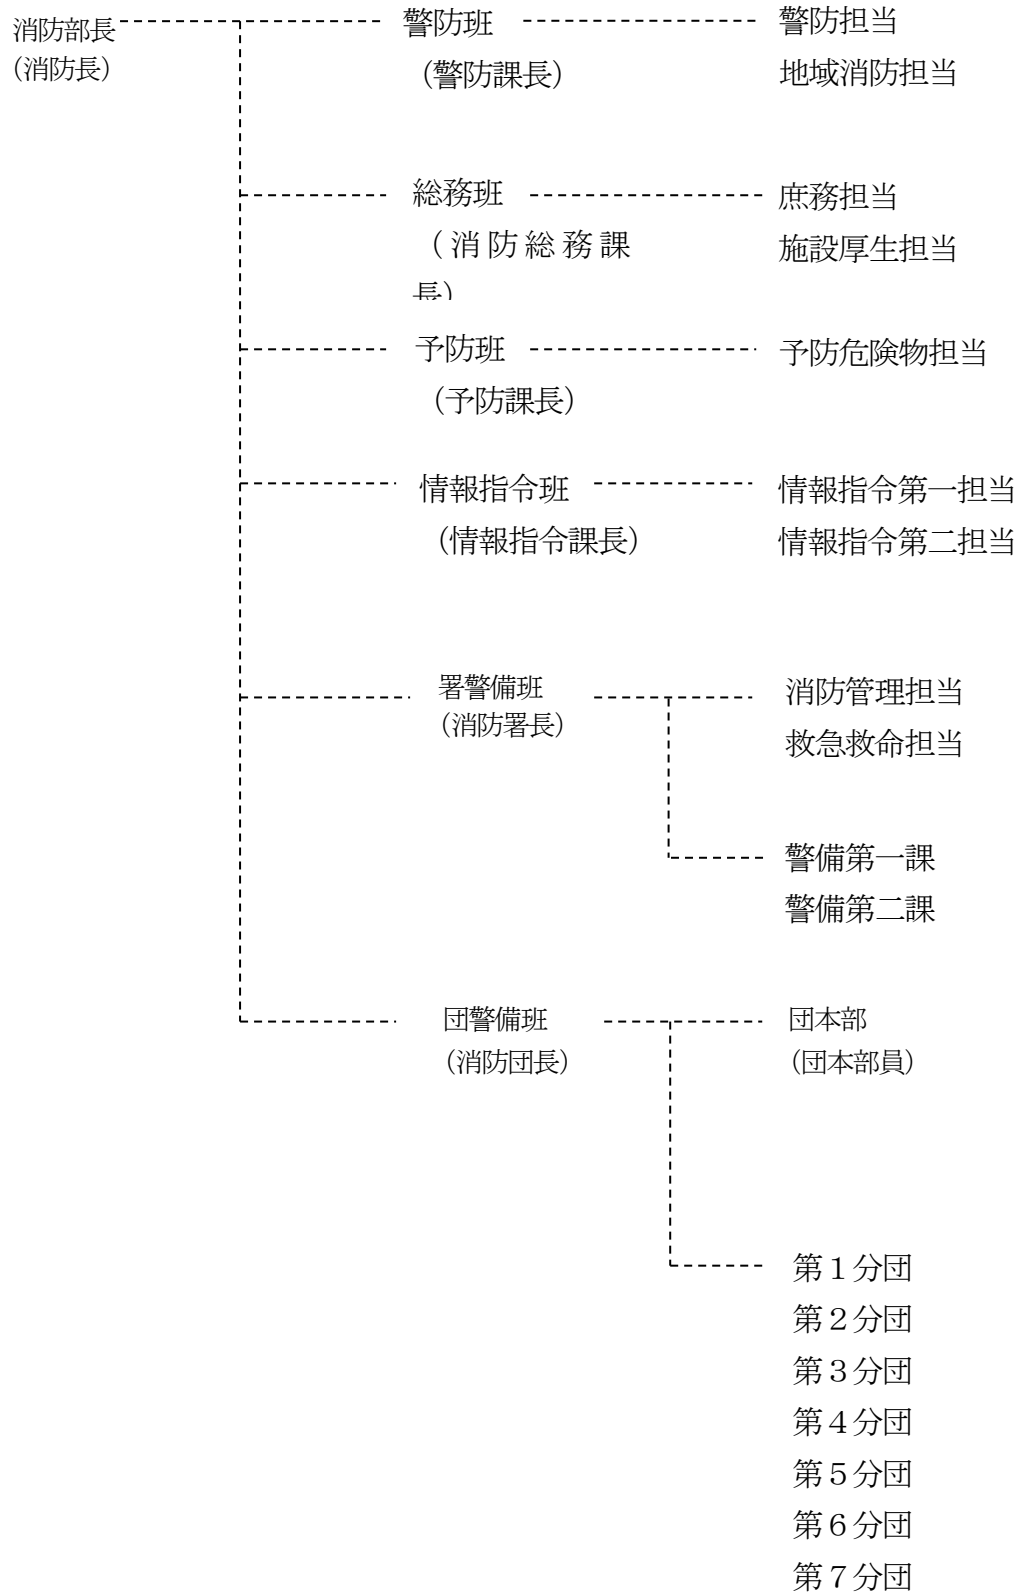 消防部長
（消防長）
警防班
（警防課長）
警防担当
地域消防担当
総務班
（消防総務課
長）
庶務担当
施設厚生担当
予防班
（予防課長）
予防危険物担当
情報指令班
（情報指令課長）
情報指令第一担当
情報指令第二担当
署警備班
（消防署長）
消防管理担当
救急救命担当
警備第一課
警備第二課
団警備班
（消防団長）
団本部
（団本部員）
第１分団
第２分団
第３分団
第４分団
第５分団
第６分団
第７分団